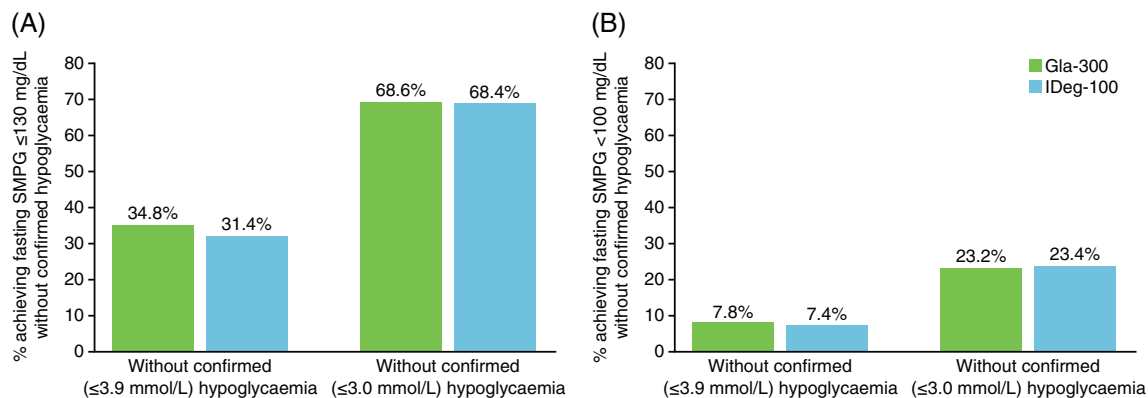 (A)
% achieving fasting SMPG ≤130 mg/dL
without confirmed hypoglycaemia
80
70
60
50
40
30
20
10
0
34.8%
31.4%
68.6%
68.4%
Without confirmed
(≤3.9 mmol/L) hypoglycaemia
Without confirmed
(≤3.0 mmol/L) hypoglycaemia
(B)
% achieving fasting SMPG <100 mg/dL
without confirmed hypoglycaemia
80
70
60
50
40
30
20
10
0
Gla-300
IDeg-100
7.8%
7.4%
23.2%
23.4%
Without confirmed
(≤3.9 mmol/L) hypoglycaemia
Without confirmed
(≤3.0 mmol/L) hypoglycaemia